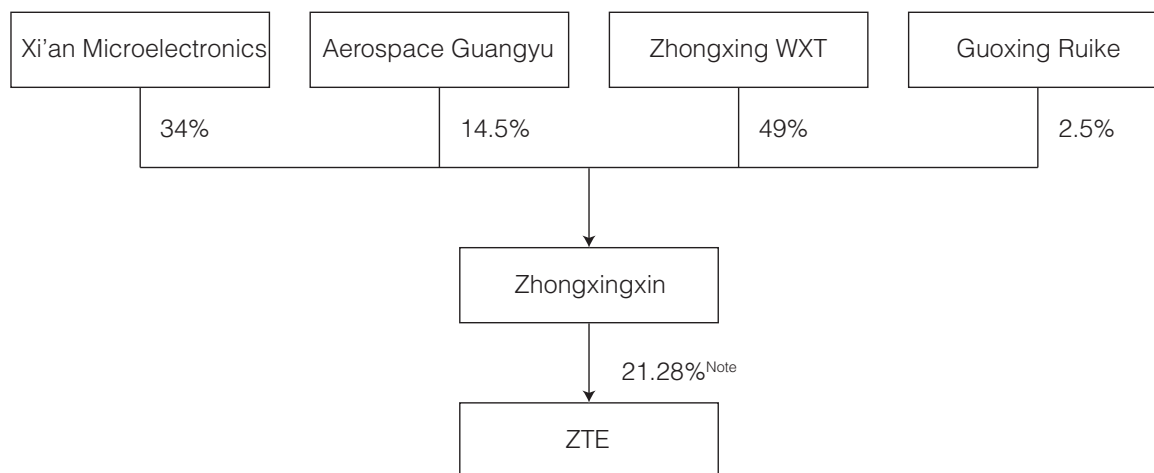 Xi’an Microelectronics
Aerospace Guangyu
Zhongxing WXT
Guoxing Ruike
34%
14.5%
49%
2.5%
Zhongxingxin
21.28%Note
ZTE